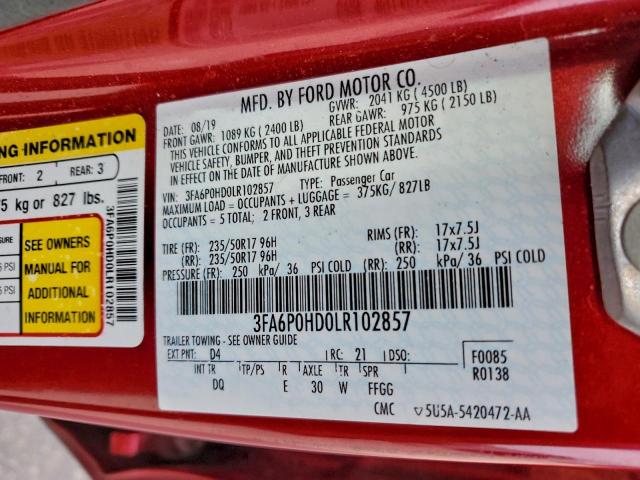 NG INFORMATION
FRONT: 2 REAR: 3
5 kg or 827 lbs.
SEE OWNERS
MANUAL FOR
ADDITIONAL
INFORMATION
3FA6P0HD0LR102857
MFD. BY FORD MOTOR CO.
DATE: 08/19 GVWR: 2041 KG (4500 LB)
FRONT GAWR: 1089 KG (2400 LB) REAR GAWR: 975 KG (2150 LB)
THIS VEHICLE CONFORMS TO ALL APPLICABLE FEDERAL MOTOR
VEHICLE SAFETY, BUMPER, AND THEFT PREVENTION STANDARDS
IN EFFECT ON THE DATE OF MANUFACTURE SHOWN ABOVE.
VIN: 3FA6P0HD0LR102857 TYPE: Passenger Car
MAXIMUM LOAD = OCCUPANTS + LUGGAGE = 375KG/ 827LB
OCCUPANTS = 5 TOTAL; 2 FRONT, 3 REAR
TIRE (FR): 235/50R17 96H RIMS (FR): 17x7.5J
(RR): 235/50R17 96H (RR): 17x7.5J
PRESSURE (FR): 250 kPa/ 36 PSI COLD (RR): 250 kPa/ 36 PSI COLD
3FA6P0HD0LR102857
TRAILER TOWING - SEE OWNER GUIDE
EXT PNT: D4 RC: 21 DSO: F0085
INT TR TP/PS R AXLE TR SPR R0138
DQ E 30 W FFGG
CMC 5U5A-5420472-AA